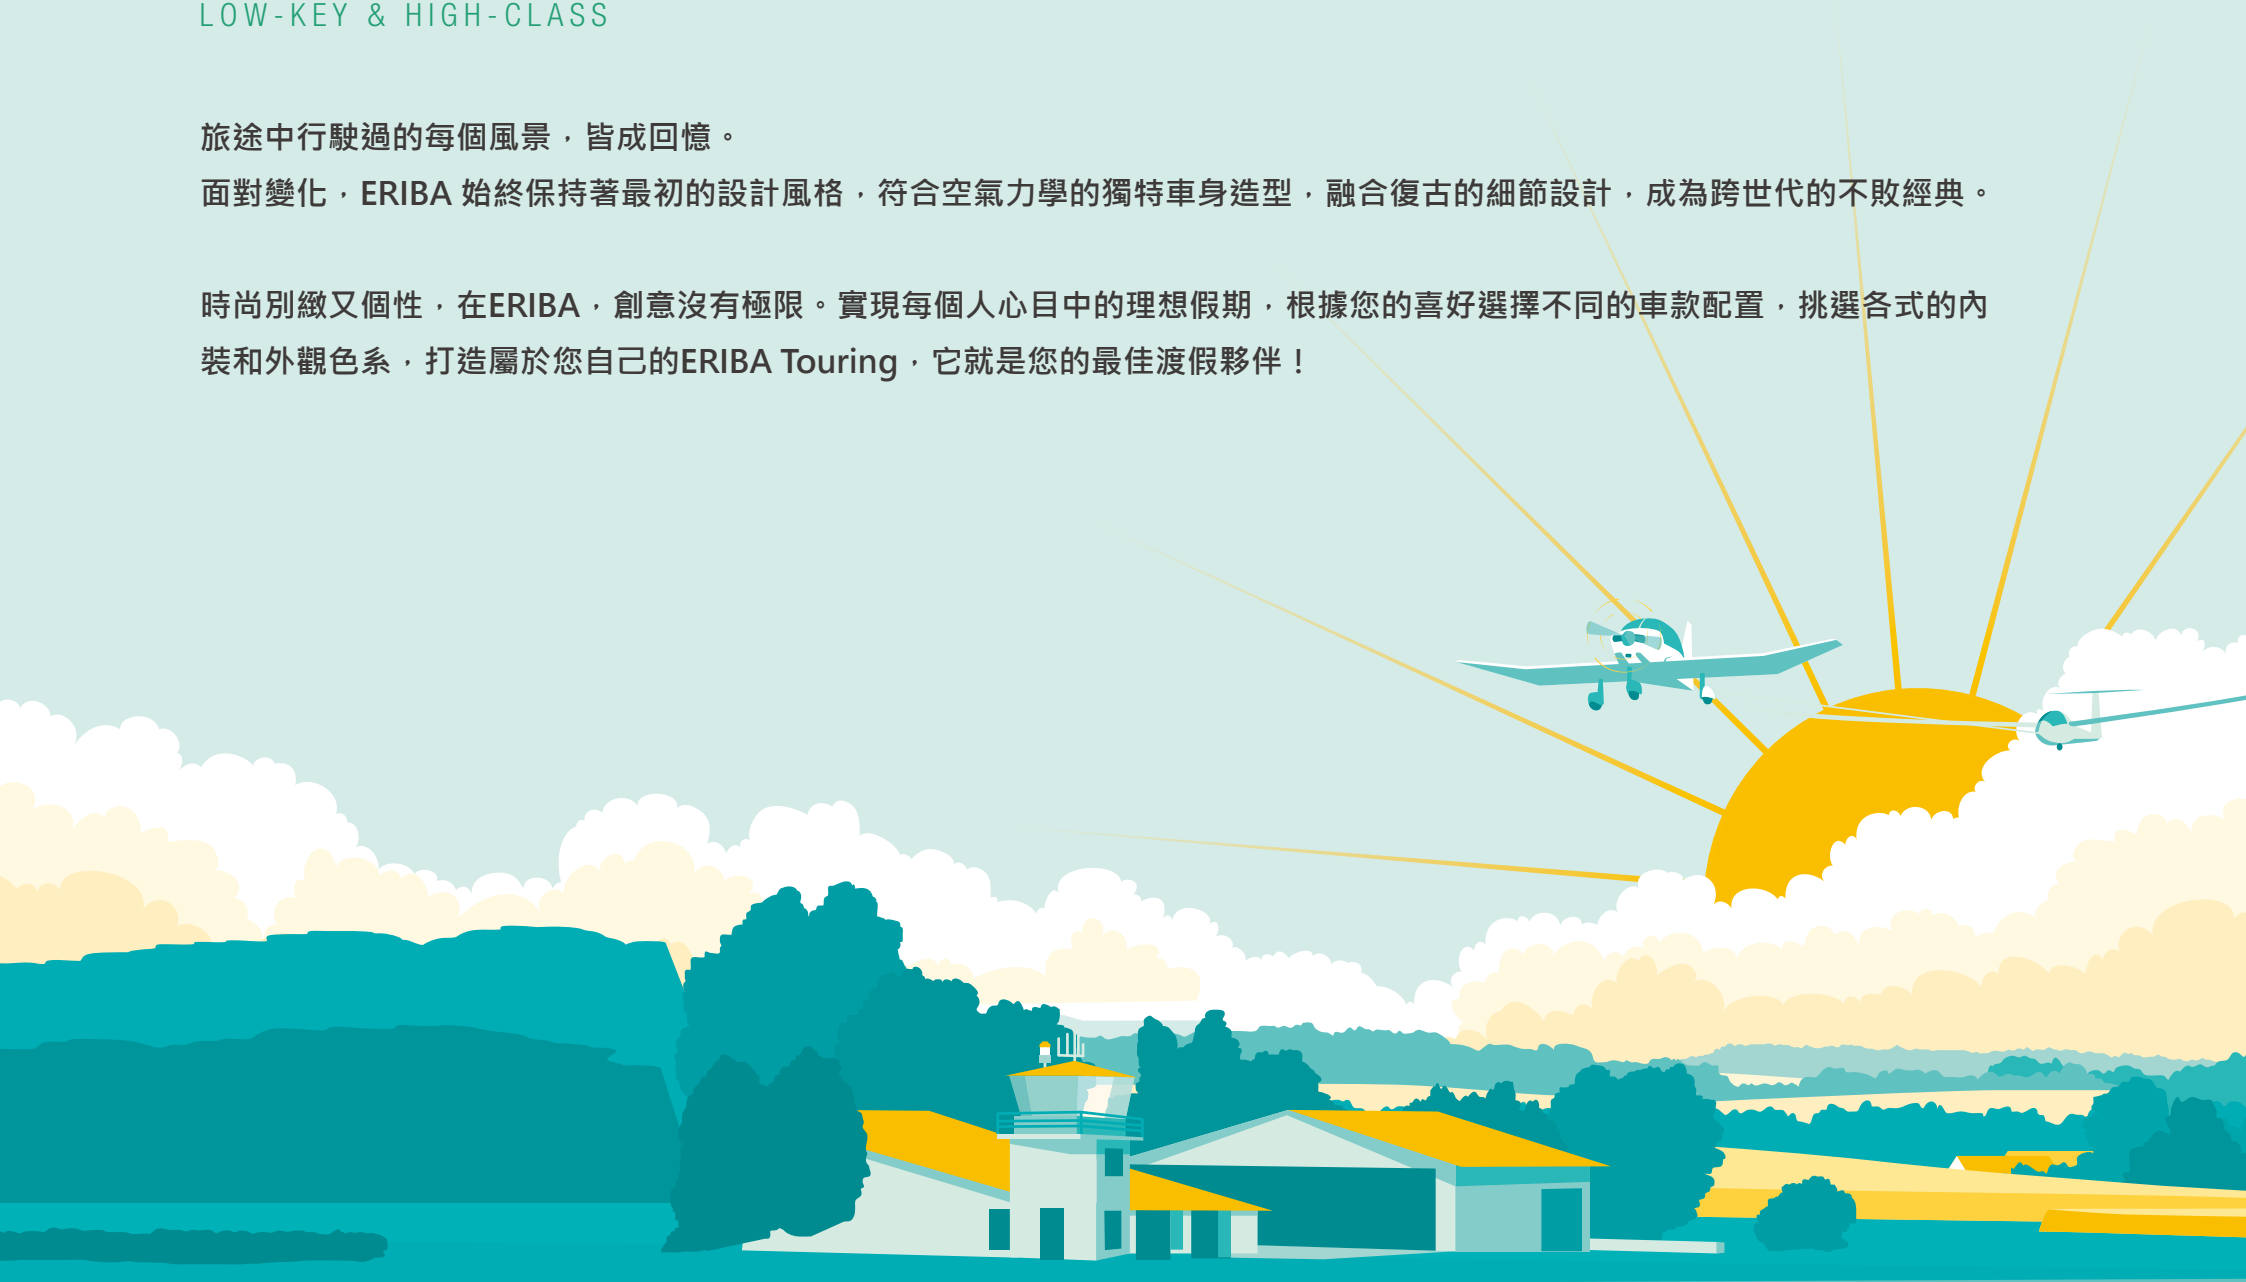 LOW-KEY & HIGH-CLASS
旅途中行駛過的每個風景，皆成回憶。
面對變化，ERIBA 始終保持著最初的設計風格，符合空氣力學的獨特車身造型，融合復古的細節設計，成為跨世代的不敗經典。
時尚別緻又個性，在ERIBA，創意沒有極限。實現每個人心目中的理想假期，根據您的喜好選擇不同的車款配置，挑選各式的內
裝和外觀色系，打造屬於您自己的ERIBA Touring，它就是您的最佳渡假夥伴！